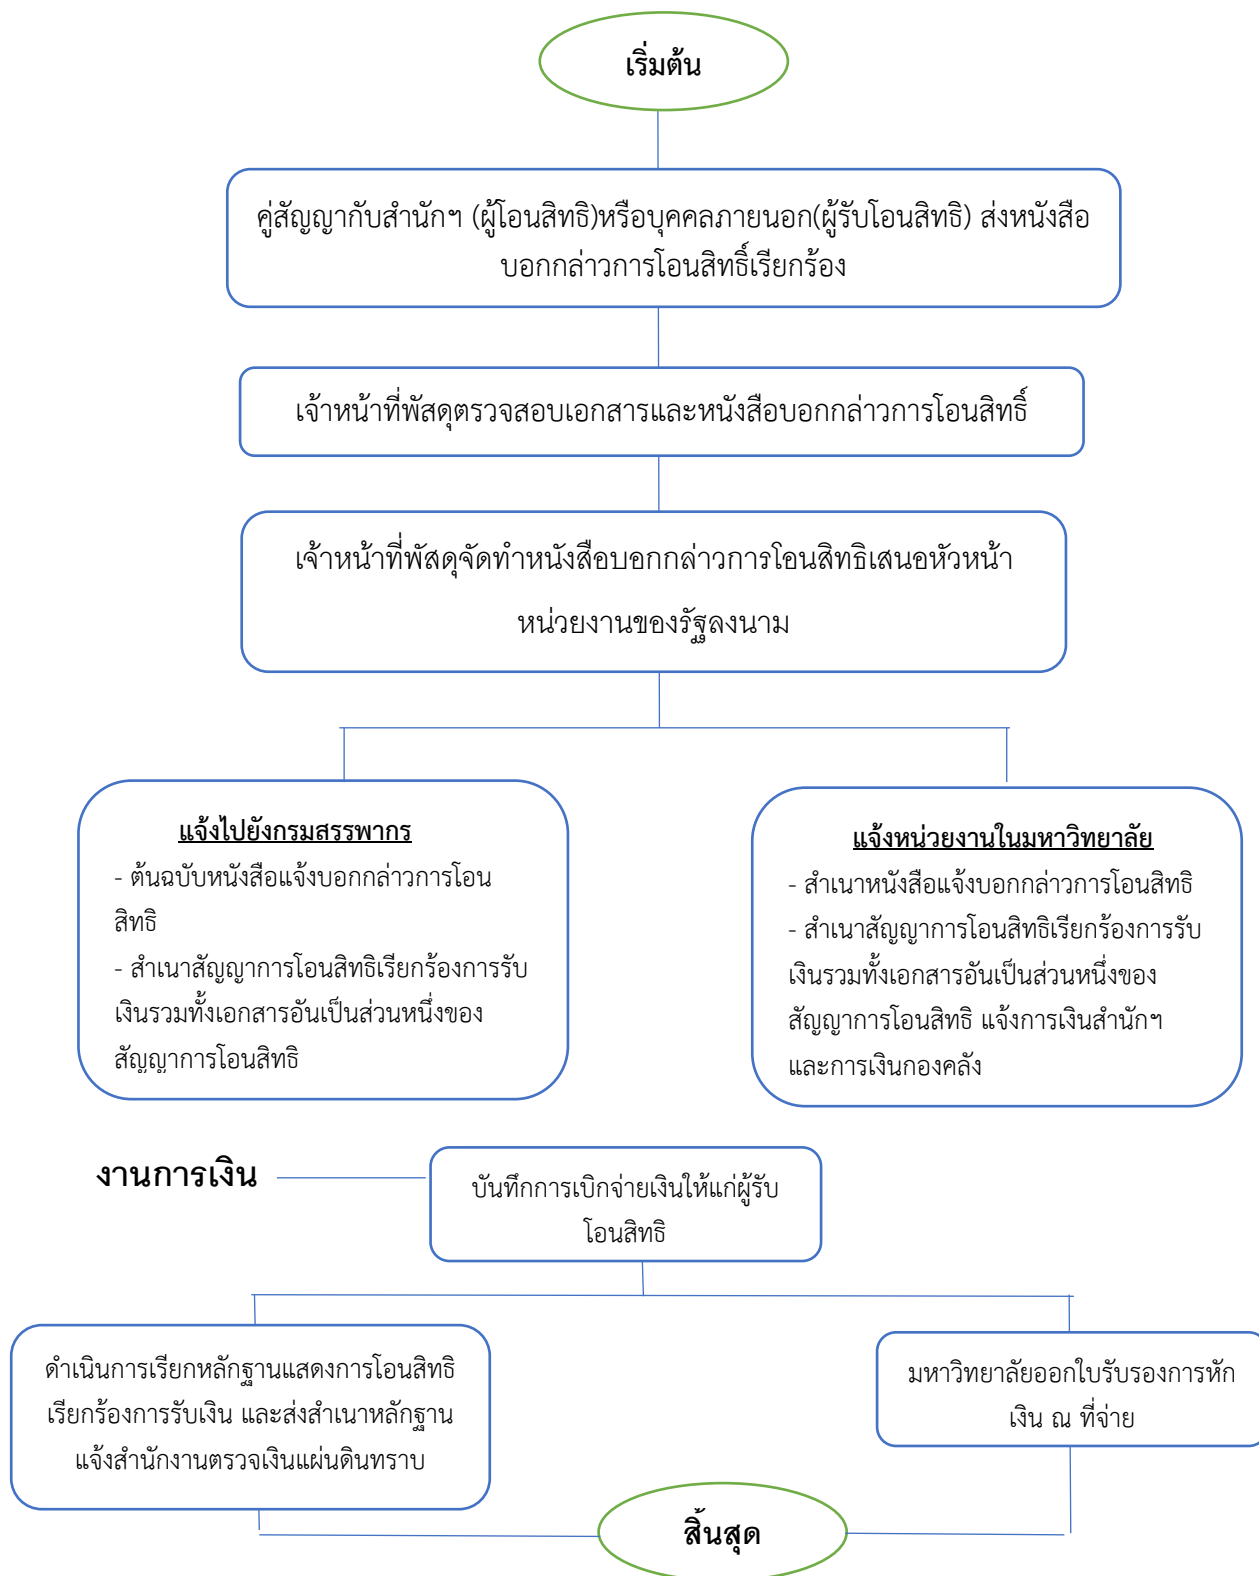 เริ่มต้น
คู่สัญญากับสำนักฯ (ผู้โอนสิทธิ)หรือบุคคลภายนอก(ผู้รับโอนสิทธิ) ส่งหนังสือ
บอกกล่าวการโอนสิทธิ์เรียกร้อง
เจ้าหน้าที่พัสดุตรวจสอบเอกสารและหนังสือบอกกล่าวการโอนสิทธิ์
เจ้าหน้าที่พัสดุจัดทำหนังสือบอกกล่าวการโอนสิทธิเสนอหัวหน้า
หน่วยงานของรัฐลงนาม
แจ้งไปยังกรมสรรพากร
- ต้นฉบับหนังสือแจ้งบอกกล่าวการโอน
สิทธิ
- สำเนาสัญญาการโอนสิทธิเรียกร้องการรับ
เงินรวมทั้งเอกสารอันเป็นส่วนหนึ่งของ
สัญญาการโอนสิทธิ
แจ้งหน่วยงานในมหาวิทยาลัย
- สำเนาหนังสือแจ้งบอกกล่าวการโอนสิทธิ
- สำเนาสัญญาการโอนสิทธิเรียกร้องการรับ
เงินรวมทั้งเอกสารอันเป็นส่วนหนึ่งของ
สัญญาการโอนสิทธิ แจ้งการเงินสำนักฯ
และการเงินกองคลัง
งานการเงิน
บันทึกการเบิกจ่ายเงินให้แก่ผู้รับ
โอนสิทธิ
ดำเนินการเรียกหลักฐานแสดงการโอนสิทธิ
เรียกร้องการรับเงิน และส่งสำเนาหลักฐาน
แจ้งสำนักงานตรวจเงินแผ่นดินทราบ
มหาวิทยาลัยออกใบรับรองการหัก
เงิน ณ ที่จ่าย
สิ้นสุด